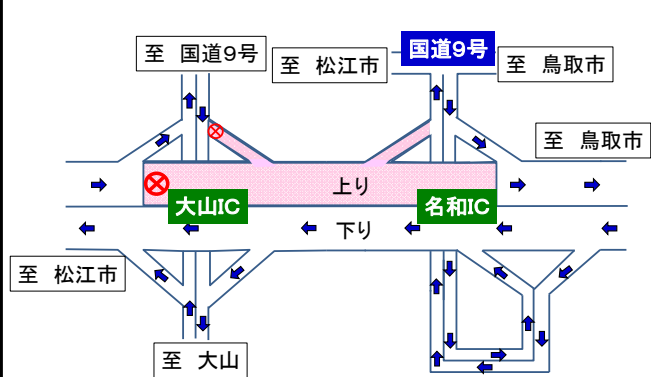 至 国道9号
至 松江市
国道9号
至 鳥取市
至 鳥取市
上り
大山IC
名和IC
下り
至 松江市
至 大山